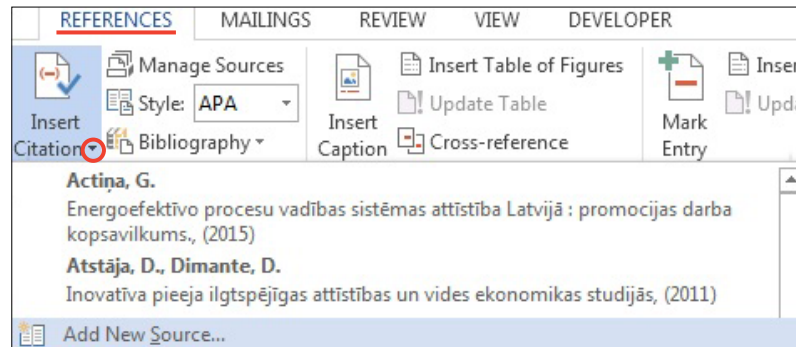 REFERENCES MAILINGS REVIEW VIEW DEVELOPER
Manage Sources Insert Table of Figures Inser
Style: APA Update Table Upda
Insert Citation Bibliography Insert Caption Cross-reference Mark Entry
Actiņa, G.
Energoefektīvo procesu vadības sistēmas attīstība Latvijā : promocijas darba
kopsavilkums., (2015)
Atstāja, D., Dimante, D.
Inovatīva pieeja ilgtspējīgas attīstības un vides ekonomikas studijās, (2011)
Add New Source...